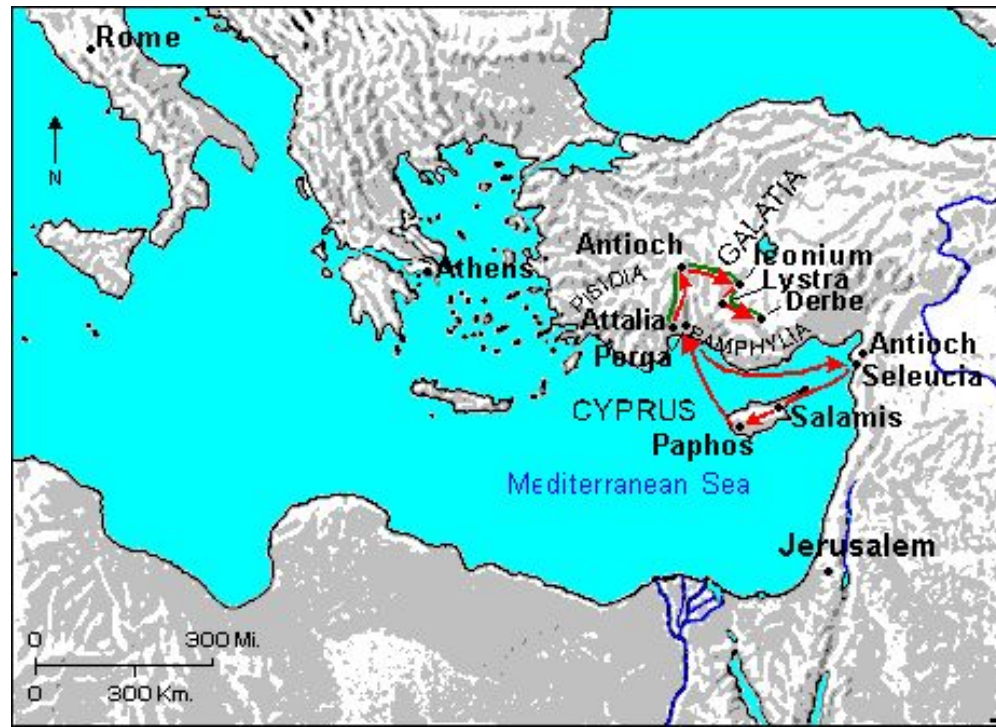 Rome
N
Athens
GALATIA
Antioch
Iconium
Lystra
PISIDIA
Derbe
Attalia
PAMPHYLIA
Perga
Antioch
Seleucia
CYPRUS
Salamis
Paphos
Mediterranean Sea
Jerusalem
0 300 Mi.
0 300 Km.